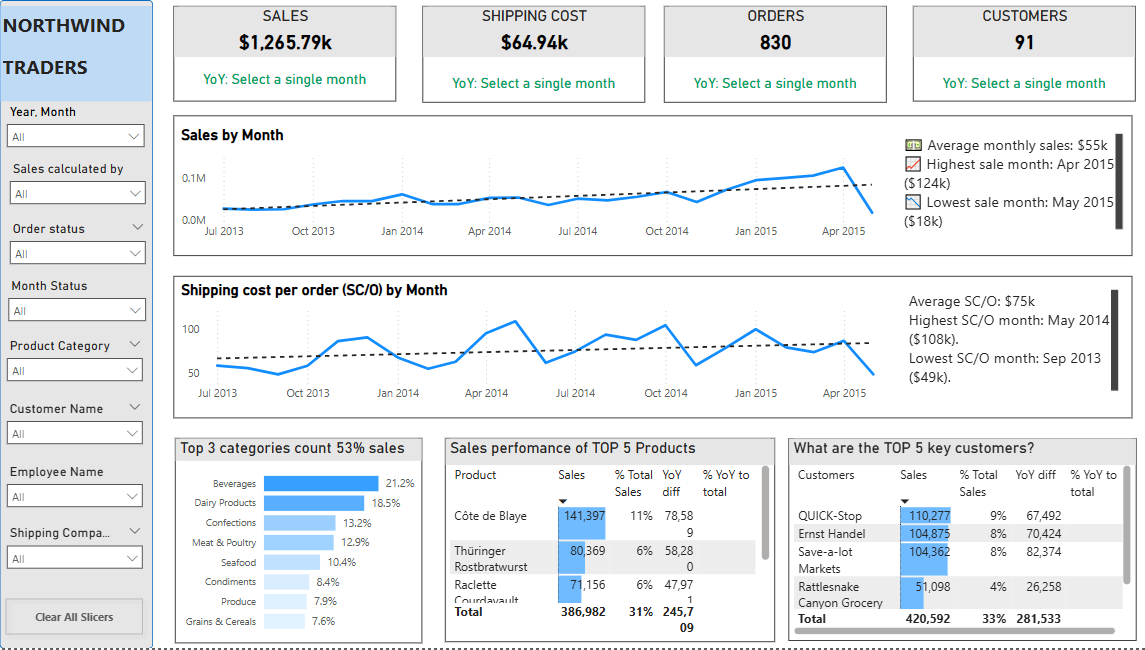 NORTHWIND
TRADERS
Year, Month
All
Sales calculated by
All
Order status
All
Month Status
All
Product Category
All
Customer Name
All
Employee Name
All
Shipping Compa...
All
Clear All Slicers
SALES
$1,265.79k
YoY: Select a single month
SHIPPING COST
$64.94k
YoY: Select a single month
ORDERS
830
YoY: Select a single month
CUSTOMERS
91
YoY: Select a single month
Sales by Month
0.1M
0.0M
Jul 2013 Oct 2013 Jan 2014 Apr 2014 Jul 2014 Oct 2014 Jan 2015 Apr 2015
Average monthly sales: $55k
Highest sale month: Apr 2015
($124k)
Lowest sale month: May 2015
($18k)
Shipping cost per order (SC/O) by Month
100
50
Jul 2013 Oct 2013 Jan 2014 Apr 2014 Jul 2014 Oct 2014 Jan 2015 Apr 2015
Average SC/O: $75k
Highest SC/O month: May 2014
($108k).
Lowest SC/O month: Sep 2013
($49k).
Top 3 categories count 53% sales
Beverages 21.2%
Dairy Products 18.5%
Confections 13.2%
Meat & Poultry 12.9%
Seafood 10.4%
Condiments 8.4%
Produce 7.9%
Grains & Cereals 7.6%
Sales perfomance of TOP 5 Products
Product Sales % Total YoY % YoY to
Sales diff total
Côte de Blaye 141,397 11% 78,58
9
Thüringer 80,369 6% 58,28
Rostbratwurst 0
Raclette 71,156 6% 47,97
Courdavault 1
Total 386,982 31% 245,7
09
What are the TOP 5 key customers?
Customers Sales % Total YoY diff % YoY to
Sales total
QUICK-Stop 110,277 9% 67,492
Ernst Handel 104,875 8% 70,424
Save-a-lot 104,362 8% 82,374
Markets
Rattlesnake 51,098 4% 26,258
Canyon Grocery
Total 420,592 33% 281,533